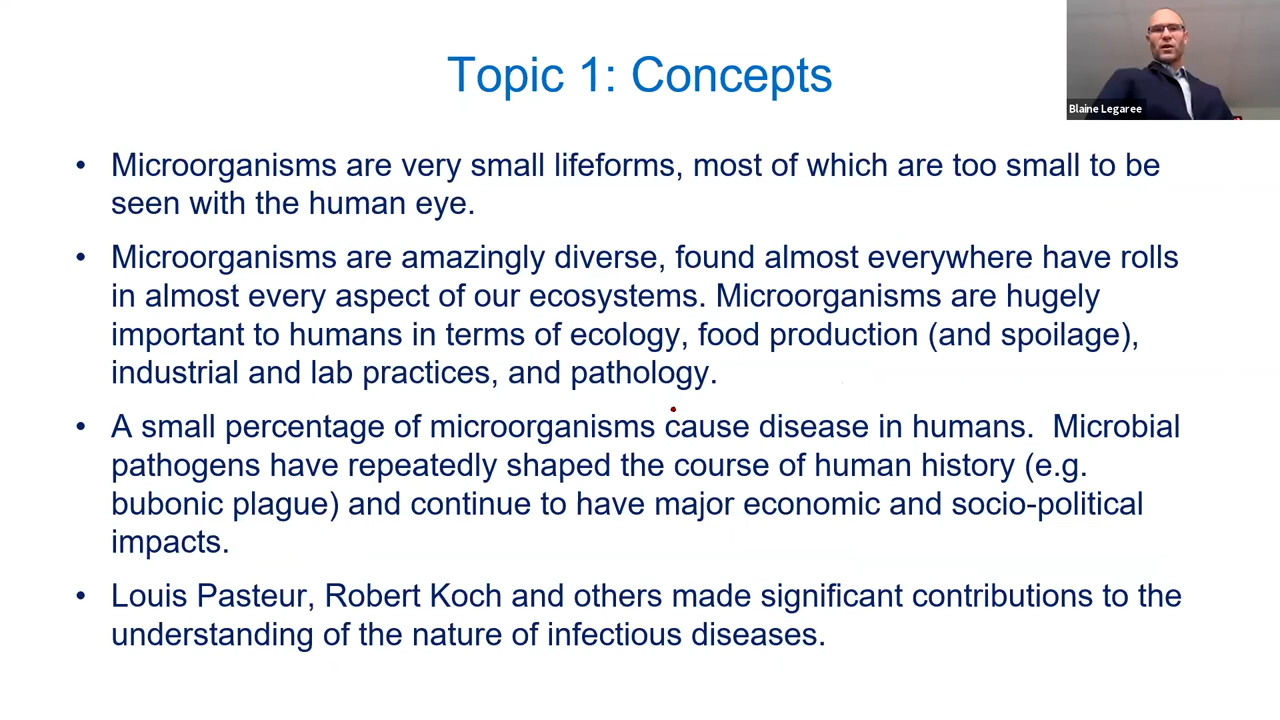 Topic 1: Concepts
Blaine Legaree
• Microorganisms are very small lifeforms, most of which are too small to be
seen with the human eye.
• Microorganisms are amazingly diverse, found almost everywhere have rolls
in almost every aspect of our ecosystems. Microorganisms are hugely
important to humans in terms of ecology, food production (and spoilage),
industrial and lab practices, and pathology.
• A small percentage of microorganisms cause disease in humans.  Microbial
pathogens have repeatedly shaped the course of human history (e.g.
bubonic plague) and continue to have major economic and socio-political
impacts.
• Louis Pasteur, Robert Koch and others made significant contributions to the
understanding of the nature of infectious diseases.